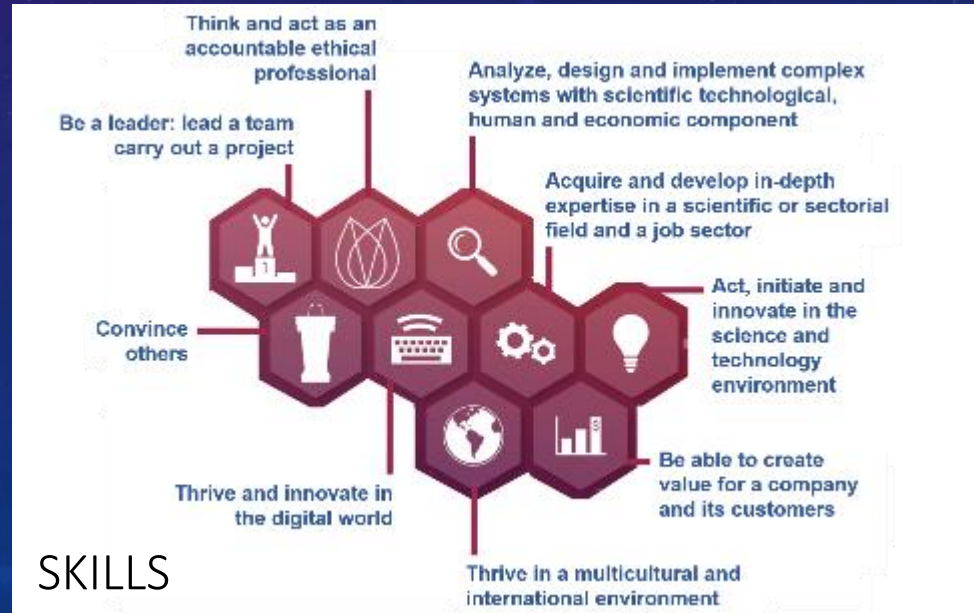 Think and act as an
accountable ethical
professional
Analyze, design and implement complex
systems with scientific technological,
human and economic component
Be a leader: lead a team
carry out a project
Acquire and develop in-depth
expertise in a scientific or sectorial
field and a job sector
1
Act, initiate and
innovate in the
science and
technology
environment
Convince
others
$
Be able to create
value for a company
and its customers
Thrive and innovate in
the digital world
SKILLS
Thrive in a multicultural and
international environment